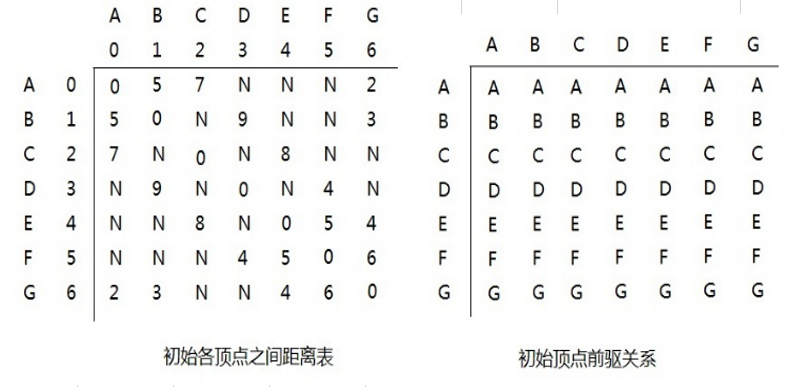 A B C D E F G
0 1 2 3 4 5 6
A 0 0 5 7 N N N 2
B 1 5 0 N 9 N N 3
C 2 7 N 0 N 8 N N
D 3 N 9 N 0 N 4 N
E 4 N N 8 N 0 5 4
F 5 N N N 4 5 0 6
G 6 2 3 N N 4 6 0
初始各顶点之间距离表
A B C D E F G
A A A A A A A A
B B B B B B B B
C C C C C C C C
D D D D D D D D
E E E E E E E E
F F F F F F F F
G G G G G G G G
初始顶点前驱关系